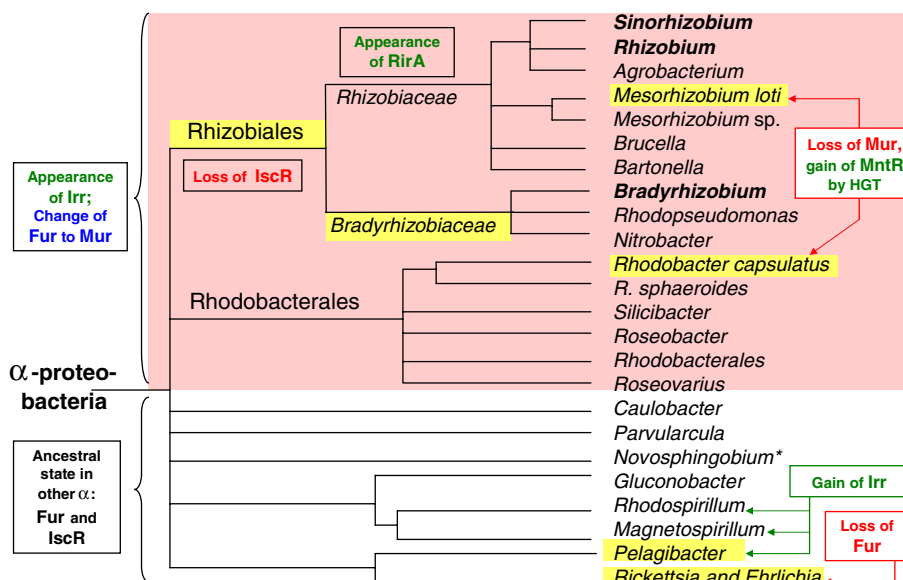 Sinorhizobium
Rhizobium
Agrobacterium
Mesorhizobium loti
Mesorhizobium sp.
Brucella
Bartonella
Bradyrhizobium
Rhodopseudomonas
Nitrobacter
Rhodobacter capsulatus
R. sphaeroides
Silicibacter
Roseobacter
Rhodobacterales
Roseovarius
Caulobacter
Parvularcula
Novosphingobium*
Gluconobacter
Rhodospirillum
Magnetospirillum
Pelagibacter
Rickettsia and Ehrlichia
Appearance
of RirA
Rhizobiaceae
Rhizobiales
Loss of IscR
Bradyrhizobiaceae
Rhodobacterales
Appearance
of Irr;
Change of
Fur to Mur
α-proteo-
bacteria
Ancestral
state in
other α:
Fur and
IscR
Loss of Mur,
gain of MntR
by HGT
Gain of Irr
Loss of
Fur